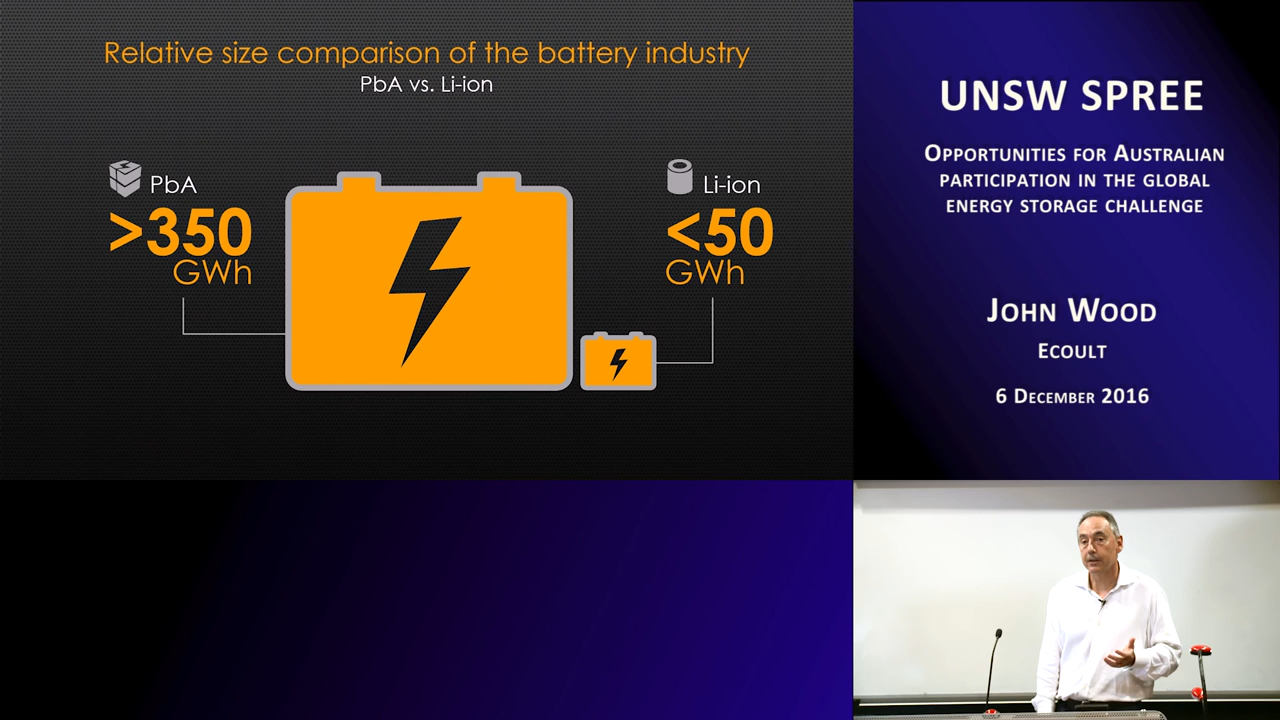 Relative size comparison of the battery industry
PbA vs. Li-ion
PbA
>350
GWh
Li-ion
<50
GWh
UNSW SPREE
Opportunities for Australian
participation in the global
energy storage challenge
John Wood
Ecoult
6 December 2016